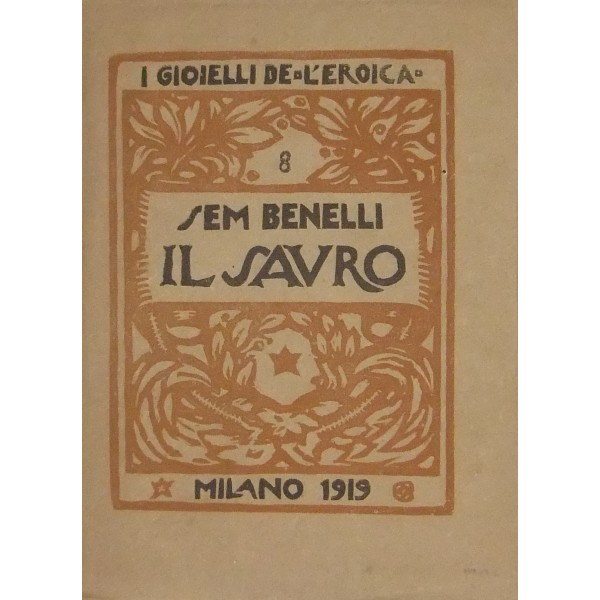 I GIOIELLI DE·L'EROICA·
8
SEM BENELLI
IL SAVRO
MILANO 1919